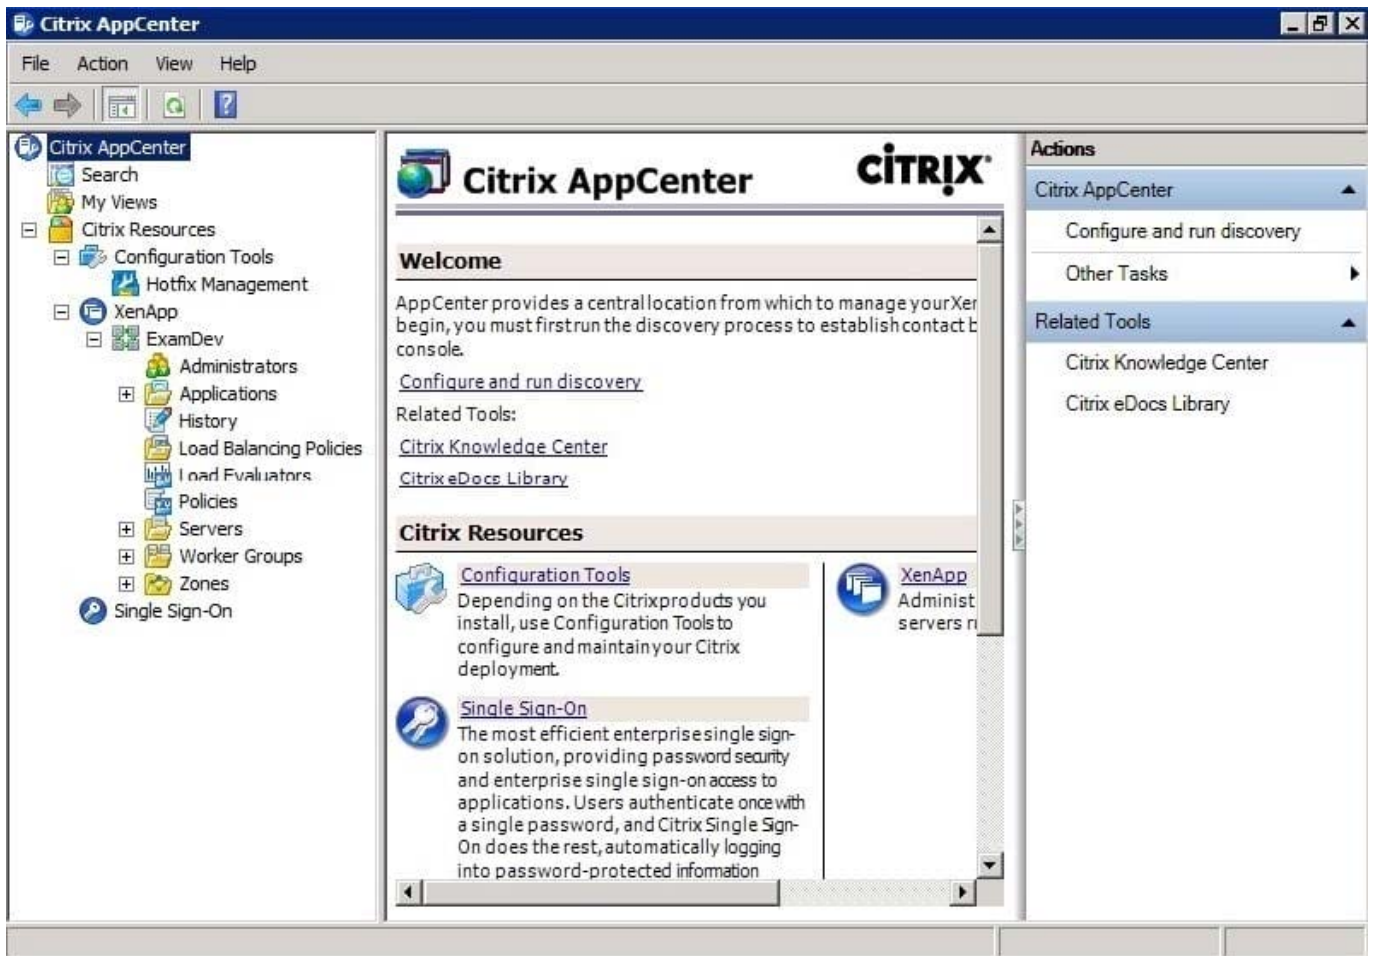 Citrix AppCenter
File Action View Help
Citrix AppCenter
Search
My Views
Citrix Resources
Configuration Tools
Hotfix Management
XenApp
ExamDev
Administrators
Applications
History
Load Balancing Policies
Load Evaluators
Policies
Servers
Worker Groups
Zones
Single Sign-On
Citrix AppCenter
CITRIX
Welcome
AppCenter provides a central location from which to manage your Xer
begin, you must first run the discovery process to establish contact b
console.
Configure and run discovery
Related Tools:
Citrix Knowledge Center
Citrix eDocs Library
Citrix Resources
Configuration Tools
Depending on the Citrix products you
install, use Configuration Tools to
configure and maintain your Citrix
deployment.
Single Sign-On
The most efficient enterprise single sign-
on solution, providing password security
and enterprise single sign-on access to
applications. Users authenticate once with
a single password, and Citrix Single Sign-
On does the rest, automatically logging
into password-protected information
XenApp
Administ
servers r
Actions
Citrix AppCenter
Configure and run discovery
Other Tasks
Related Tools
Citrix Knowledge Center
Citrix eDocs Library